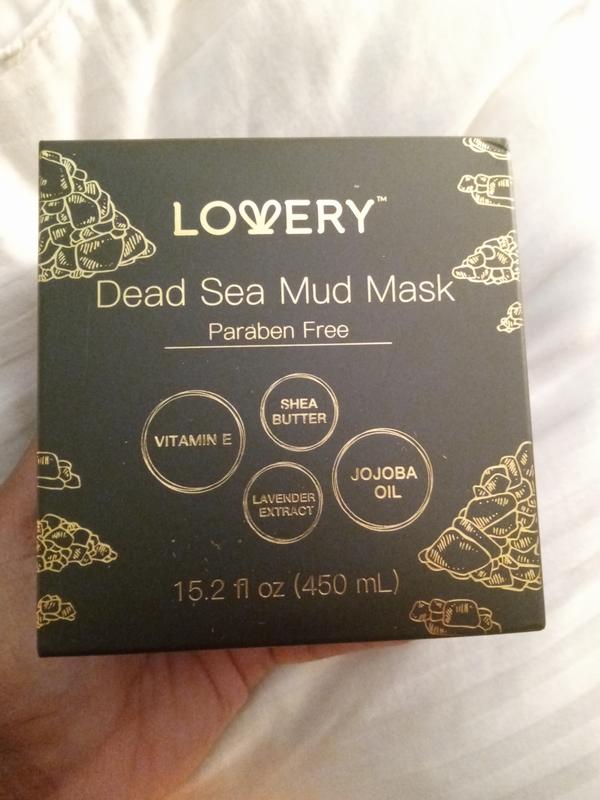 LOVERY™
Dead Sea Mud Mask
Paraben Free
VITAMIN E
SHEA
BUTTER
LAVENDER
EXTRACT
JOJOBA
OIL
15.2 fl oz (450 mL)